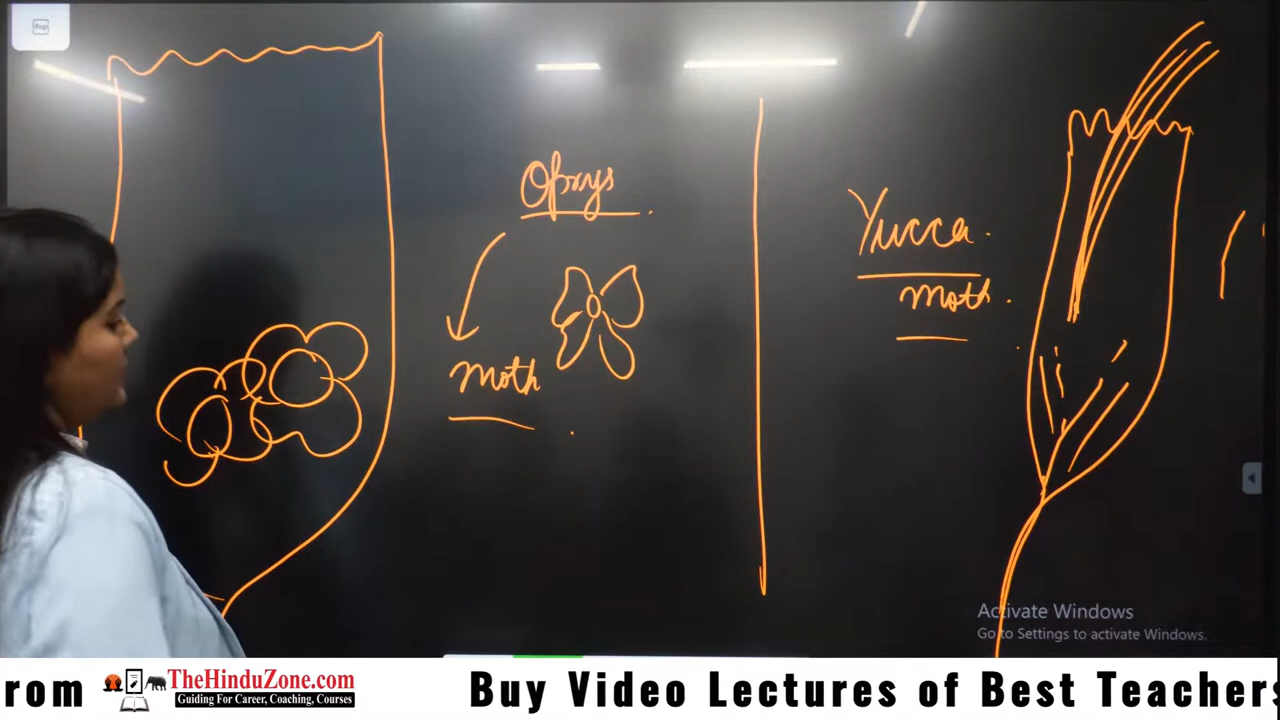 Oprys
Moth
Yucca
Moth
Activate Windows
Go to Settings to activate Windows.
rom
TheHinduZone.com
Guiding For Career, Coaching, Courses
Buy Video Lectures of Best Teachers